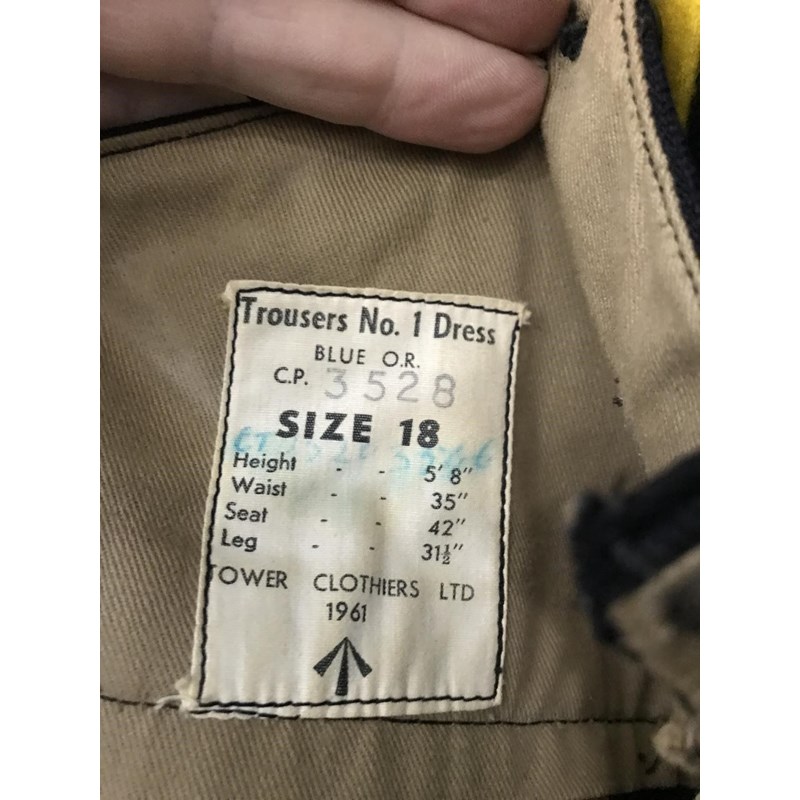 Trousers No. 1 Dress
BLUE O.R.
C.P. 3528
SIZE 18
Height - - 5' 8"
Waist - - 35"
Seat - - 42"
Leg - - 31½"
TOWER CLOTHIERS LTD
1961